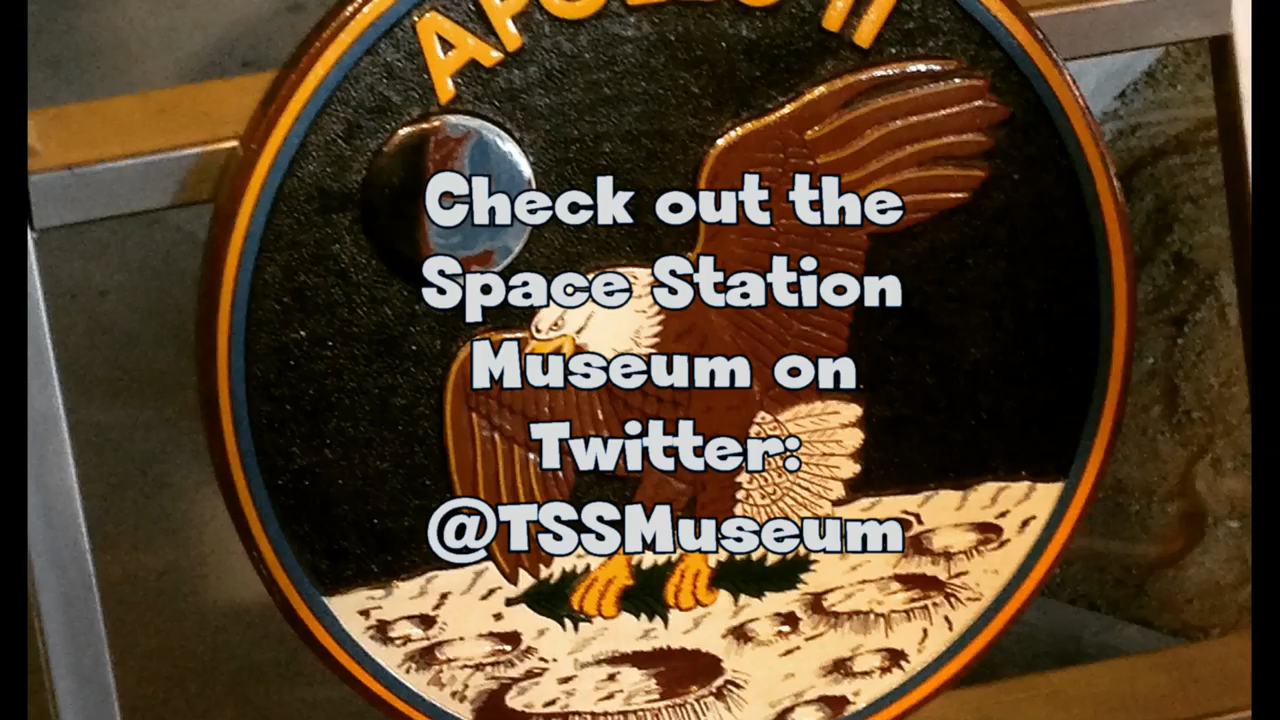 APOLLO 11
Check out the
Space Station
Museum on
Twitter:
@TSSMuseum